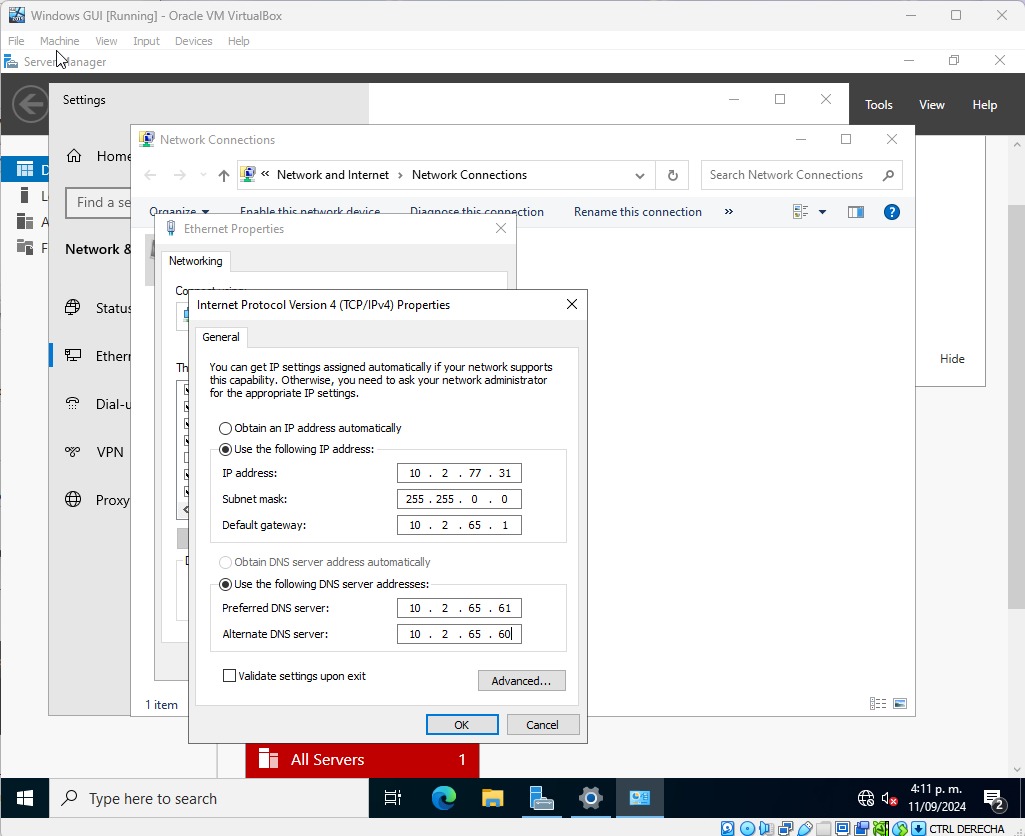 Windows GUI [Running] - Oracle VM VirtualBox
File Machine View Input Devices Help
Server Manager
Settings
Tools View Help
Home
Network Connections
Network and Internet › Network Connections
Search Network Connections
Find a se
Organize Enable this network device Diagnose this connection Rename this connection »
Network &
Ethernet Properties
Networking
Status
Internet Protocol Version 4 (TCP/IPv4) Properties
General
Ethern
You can get IP settings assigned automatically if your network supports
this capability. Otherwise, you need to ask your network administrator
for the appropriate IP settings.
Hide
Dial-u
Obtain an IP address automatically
Use the following IP address:
VPN
IP address: 10 . 2 . 77 . 31
Subnet mask: 255 . 255 . 0 . 0
Proxy
Default gateway: 10 . 2 . 65 . 1
Obtain DNS server address automatically
Use the following DNS server addresses:
Preferred DNS server: 10 . 2 . 65 . 61
Alternate DNS server: 10 . 2 . 65 . 60
Validate settings upon exit
Advanced...
1 item
OK Cancel
All Servers 1
Type here to search
4:11 p. m.
11/09/2024
2
CTRL DERECHA